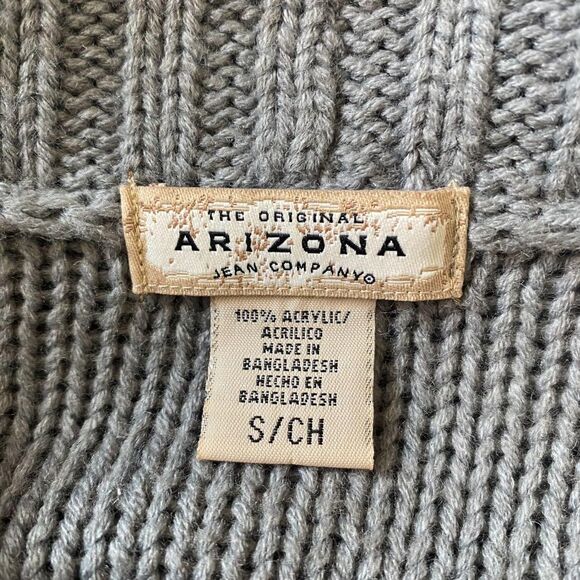 THE ORIGINAL
ARIZONA
JEAN COMPANY®
100% ACRYLIC/
ACRILICO
MADE IN
BANGLADESH
HECHO EN
BANGLADESH
S/CH